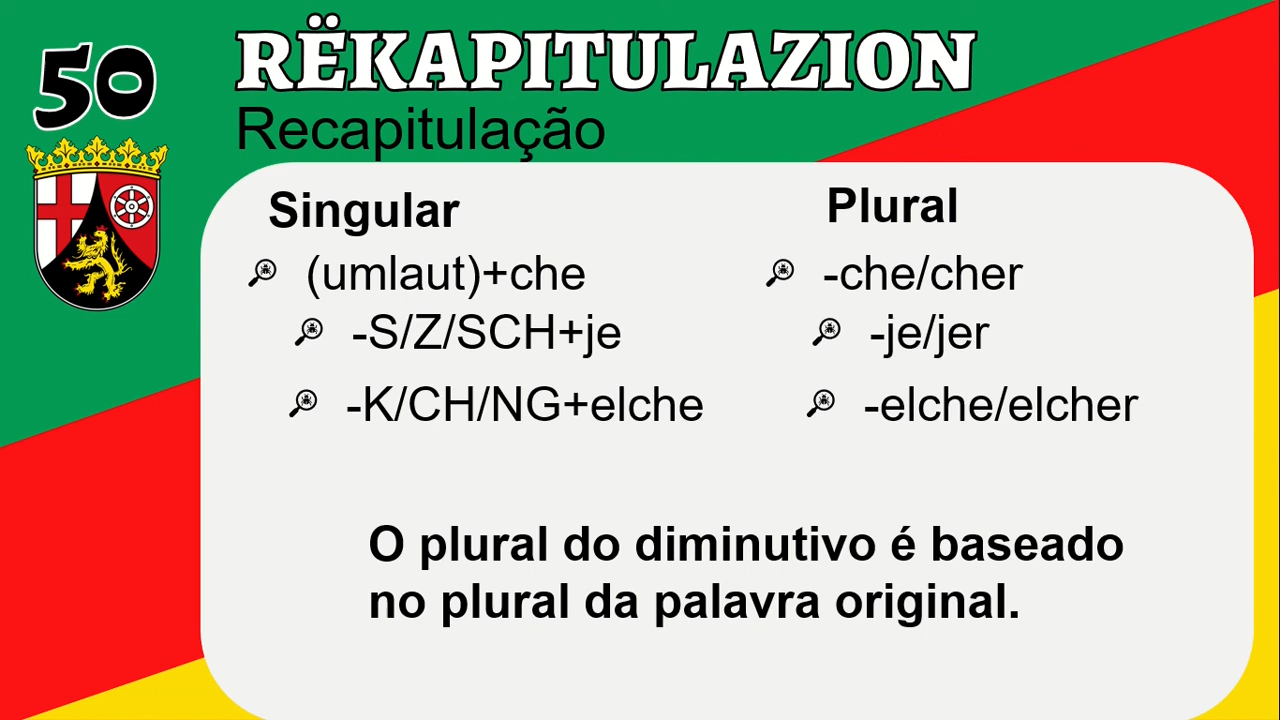 50
RËKAPITULAZION
Recapitulação
Singular
Plural
(umlaut)+che
-che/cher
-S/Z/SCH+je
-je/jer
-K/CH/NG+elche
-elche/elcher
O plural do diminutivo é baseado
no plural da palavra original.